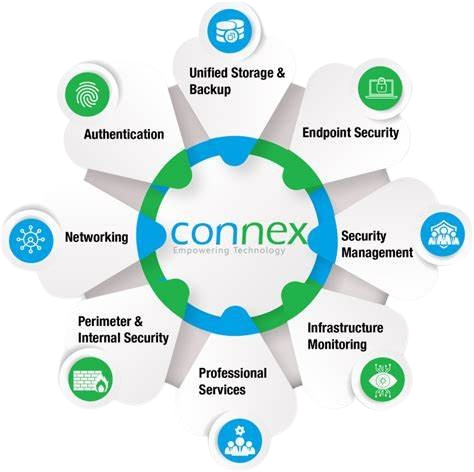 Unified Storage &
Backup
Authentication
Endpoint Security
connex
Empowering Technology
Networking
Security
Management
Perimeter &
Internal Security
Infrastructure
Monitoring
Professional
Services